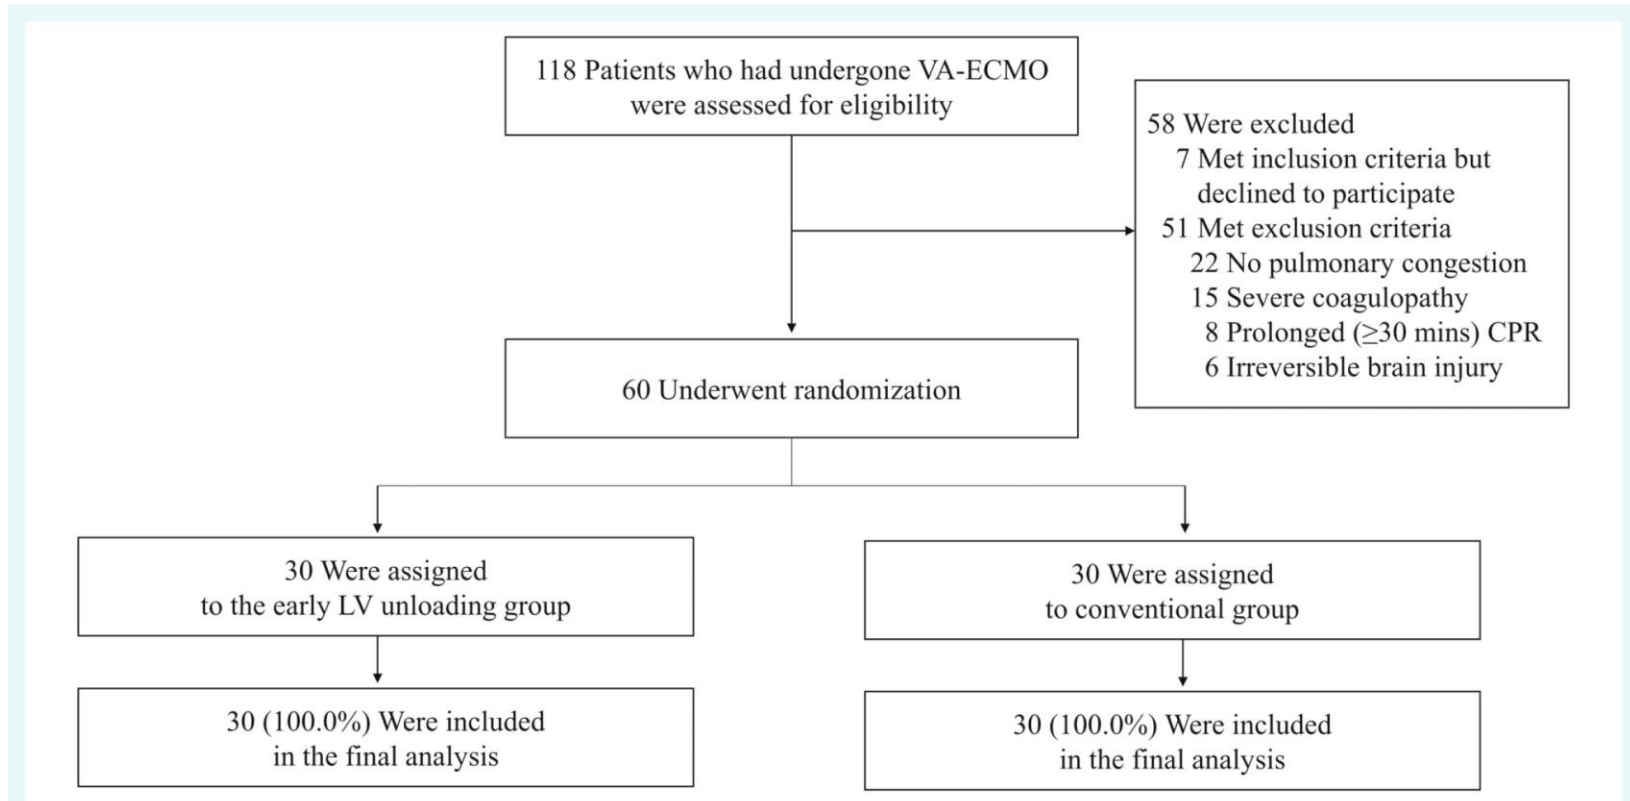 118 Patients who had undergone VA-ECMO
were assessed for eligibility
58 Were excluded
7 Met inclusion criteria but
declined to participate
51 Met exclusion criteria
22 No pulmonary congestion
15 Severe coagulopathy
8 Prolonged (≥30 mins) CPR
6 Irreversible brain injury
60 Underwent randomization
30 Were assigned
to the early LV unloading group
30 Were assigned
to conventional group
30 (100.0%) Were included
in the final analysis
30 (100.0%) Were included
in the final analysis